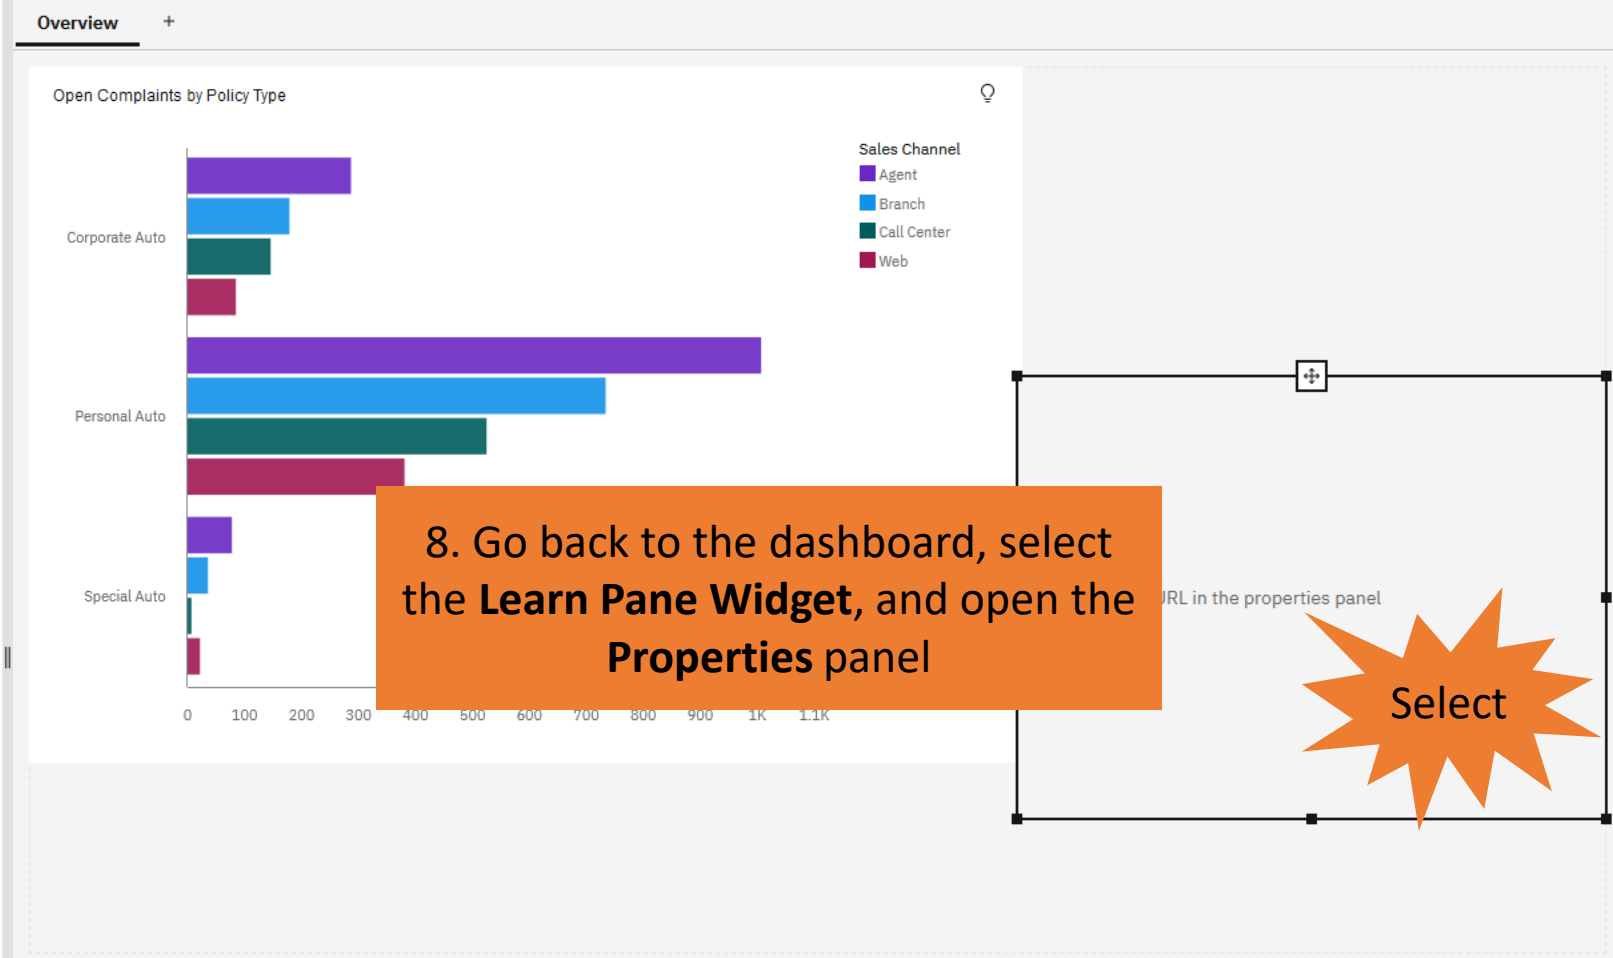 Overview +
Open Complaints by Policy Type
Sales Channel
Agent
Branch
Call Center
Web
Corporate Auto
Personal Auto
Special Auto
0 100 200 300 400 500 600 700 800 900 1K 1.1K
8. Go back to the dashboard, select
the Learn Pane Widget, and open the
Properties panel
URL in the properties panel
Select